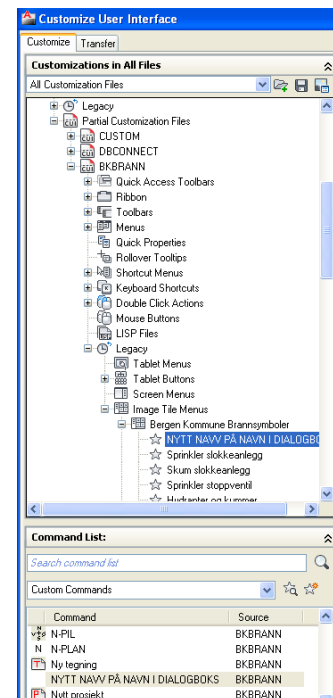 Customize User Interface
Customize Transfer
Customizations in All Files
All Customization Files
Legacy
Partial Customization Files
CUSTOM
DBCONNECT
BKBRANN
Quick Access Toolbars
Ribbon
Toolbars
Menus
Quick Properties
Rollover Tooltips
Shortcut Menus
Keyboard Shortcuts
Double Click Actions
Mouse Buttons
LISP Files
Legacy
Tablet Menus
Tablet Buttons
Screen Menus
Image Tile Menus
Bergen Kommune Brannsymboler
NYTT NAVV PÅ NAVN I DIALOGBO
Sprinkler slokkeanlegg
Skum slokkeanlegg
Sprinkler stoppventil
Hydranter og kummer
Command List:
Search command list
Custom Commands
Command Source
N-PIL BKBRANN
N N-PLAN BKBRANN
Ny tegning BKBRANN
NYTT NAVV PÅ NAVN I DIALOGBOKS BKBRANN
Nytt prosjekt BKBRANN